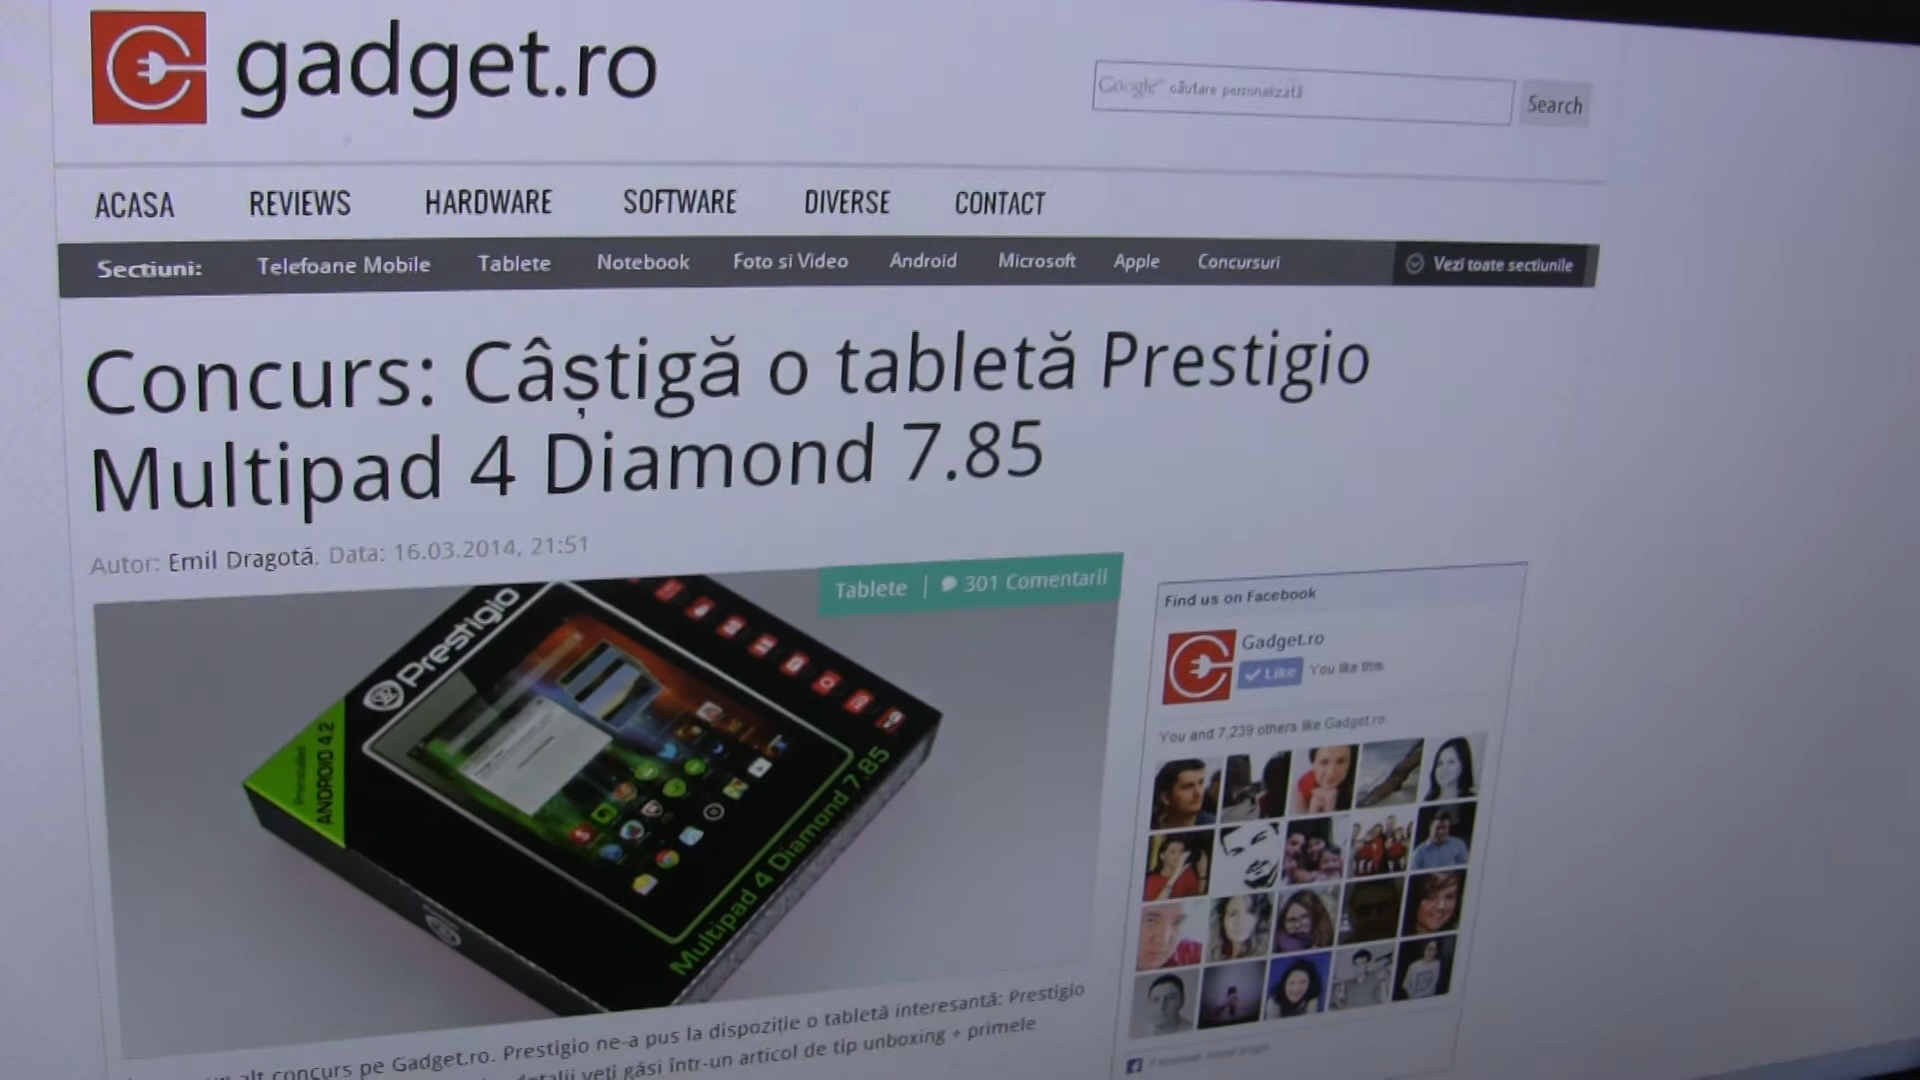 gadget.ro
Google™ căutare personalizată
Search
ACASA REVIEWS HARDWARE SOFTWARE DIVERSE CONTACT
Sectiuni: Telefoane Mobile Tablete Notebook Foto si Video Android Microsoft Apple Concursuri Vezi toate sectiunile
Concurs: Câștigă o tabletă Prestigio
Multipad 4 Diamond 7.85
Autor: Emil Dragotă. Data: 16.03.2014, 21:51
Tablete | 301 Comentarii
Prestigio
ANDROID 4.2
Multipad 4 Diamond 7.85
Find us on Facebook
Gadget.ro
Like You like this.
You and 7,239 others like Gadget.ro
Facebook social plugin
alt concurs pe Gadget.ro. Prestigio ne-a pus la dispoziție o tabletă interesantă: Prestigio
detalii veți găsi într-un articol de tip unboxing + primele